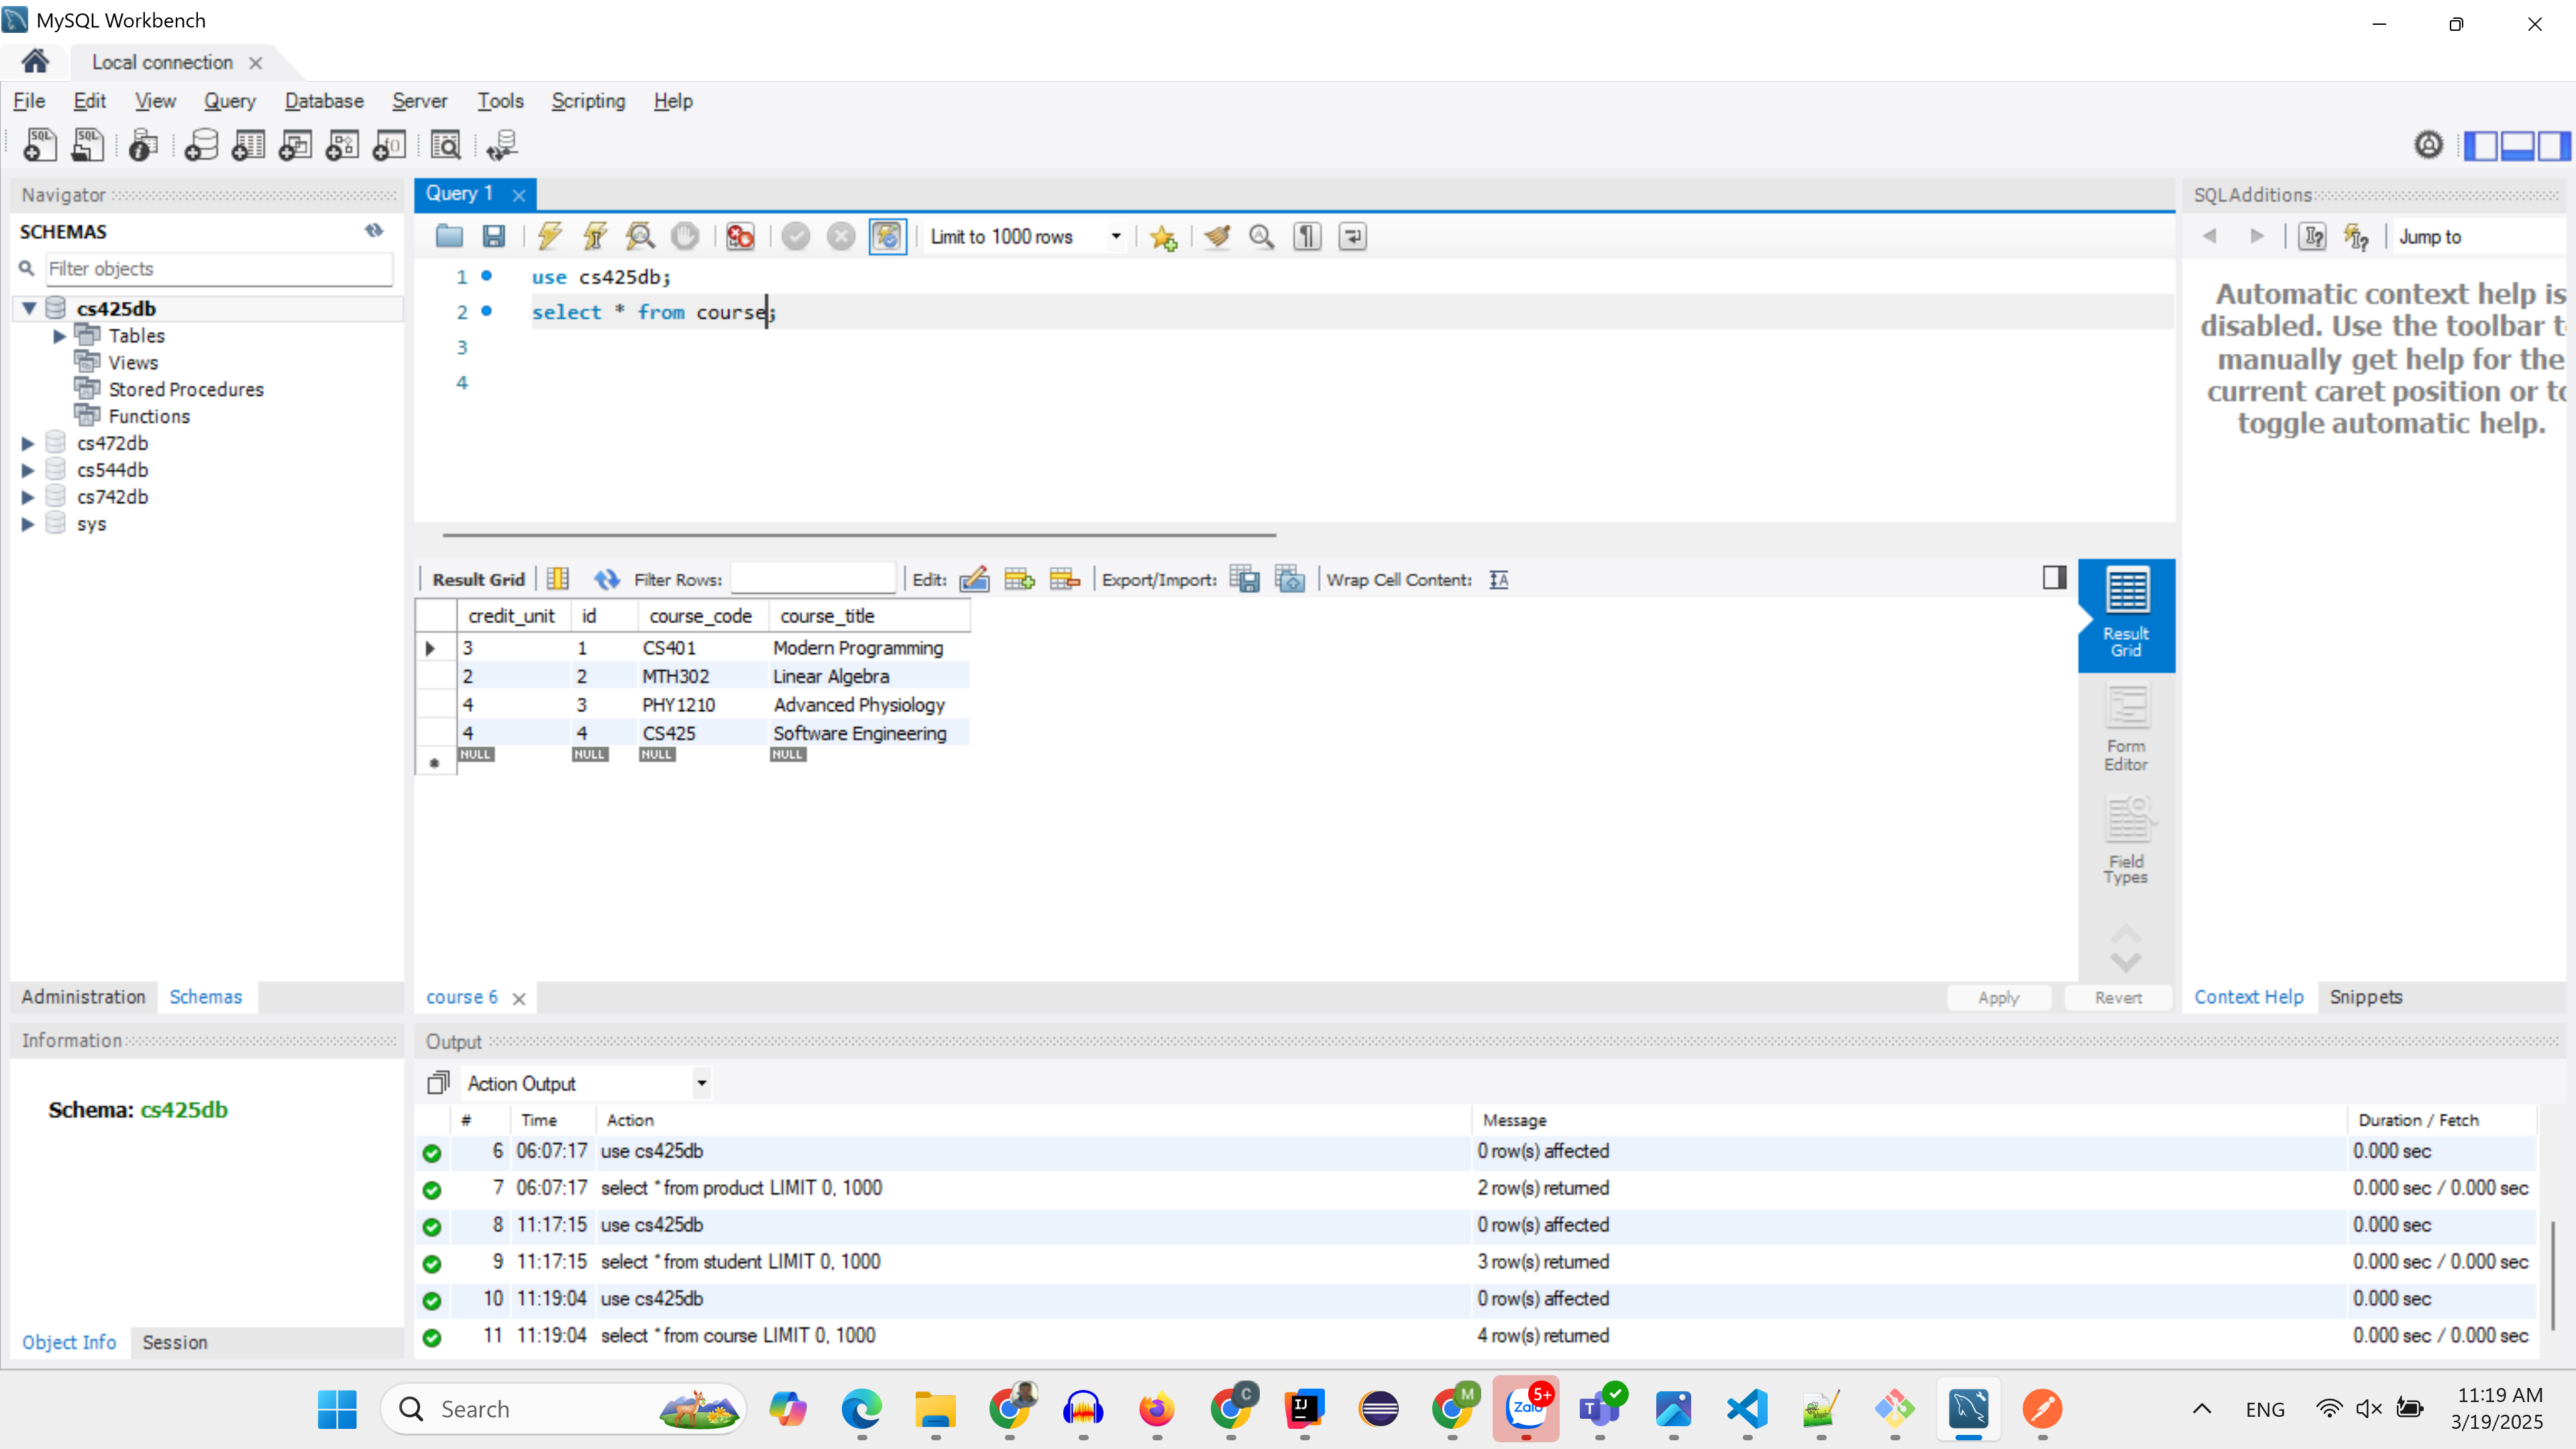 MySQL Workbench
Local connection
File Edit View Query Database Server Tools Scripting Help
Navigator
SCHEMAS
Filter objects
cs425db
Tables
Views
Stored Procedures
Functions
cs472db
cs544db
cs742db
sys
Administration Schemas
Information
Schema: cs425db
Object Info Session
Query 1
Limit to 1000 rows
1 use cs425db;
2 select * from course;
3
4
Result Grid Filter Rows: Edit: Export/Import: Wrap Cell Content:
credit_unit id course_code course_title
3 1 CS401 Modern Programming
2 2 MTH302 Linear Algebra
4 3 PHY1210 Advanced Physiology
4 4 CS425 Software Engineering
NULL NULL NULL NULL
Result
Grid
Form
Editor
Field
Types
course 6
Apply Revert
SQLAdditions
Jump to
Automatic context help is
disabled. Use the toolbar
manually get help for the
current caret position or
toggle automatic help.
Context Help Snippets
Output
Action Output
# Time Action Message Duration / Fetch
6 06:07:17 use cs425db 0 row(s) affected 0.000 sec
7 06:07:17 select * from product LIMIT 0, 1000 2 row(s) returned 0.000 sec / 0.000 sec
8 11:17:15 use cs425db 0 row(s) affected 0.000 sec
9 11:17:15 select * from student LIMIT 0, 1000 3 row(s) returned 0.000 sec / 0.000 sec
10 11:19:04 use cs425db 0 row(s) affected 0.000 sec
11 11:19:04 select * from course LIMIT 0, 1000 4 row(s) returned 0.000 sec / 0.000 sec
Search
C
IJ
M
Zalo
5+
T
ENG
11:19 AM
3/19/2025